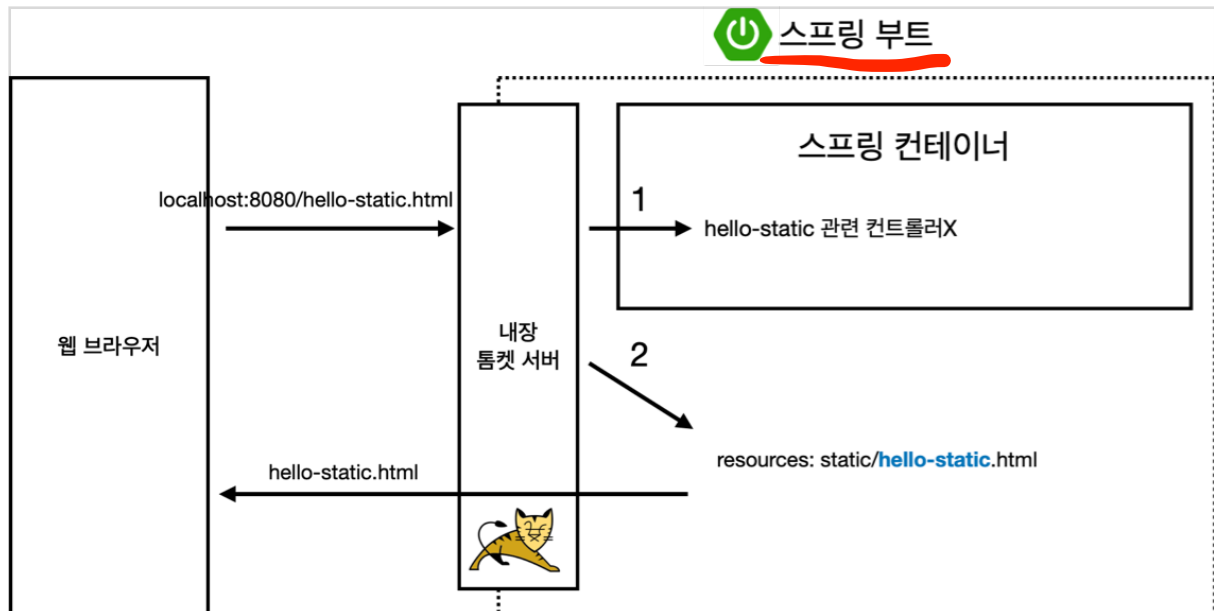 스프링 부트
스프링 컨테이너
localhost:8080/hello-static.html
1
hello-static 관련 컨트롤러X
웹 브라우저
내장
톰켓 서버
2
resources: static/hello-static.html
hello-static.html